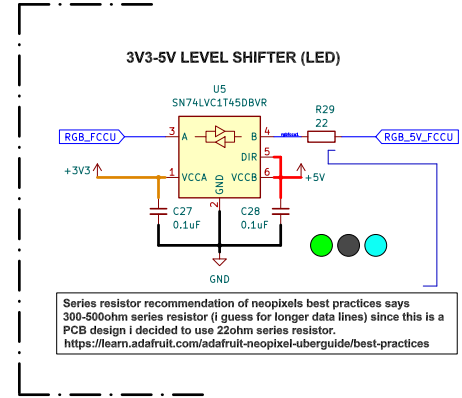 3V3-5V LEVEL SHIFTER (LED)
U5
SN74LVC1T45DBVR
R29
22
RGB_FCCU
3
A
B
4
RGB_5V_FCCU
DIR
5
+3V3
1
VCCA
GND
VCCB
6
+5V
2
C27
0.1uF
C28
0.1uF
GND
Series resistor recommendation of neopixels best practices says
300-500ohm series resistor (i guess for longer data lines) since this is a
PCB design i decided to use 22ohm series resistor.
https://learn.adafruit.com/adafruit-neopixel-uberguide/best-practices